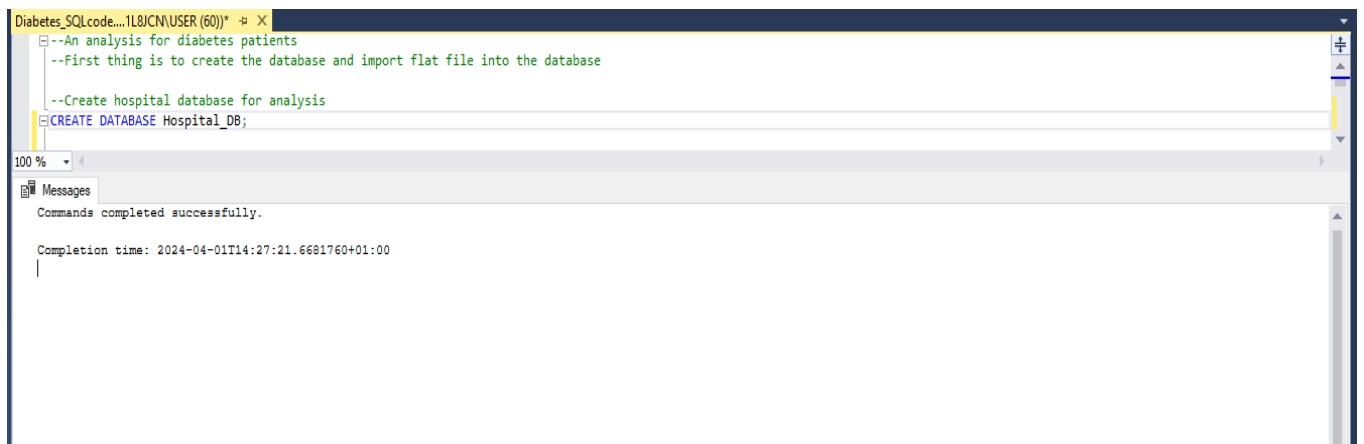 Diabetes_SQLcode....1L8JCN\USER (60))*
--An analysis for diabetes patients
--First thing is to create the database and import flat file into the database
--Create hospital database for analysis
CREATE DATABASE Hospital_DB;
100 %
Messages
Commands completed successfully.
Completion time: 2024-04-01T14:27:21.6681760+01:00